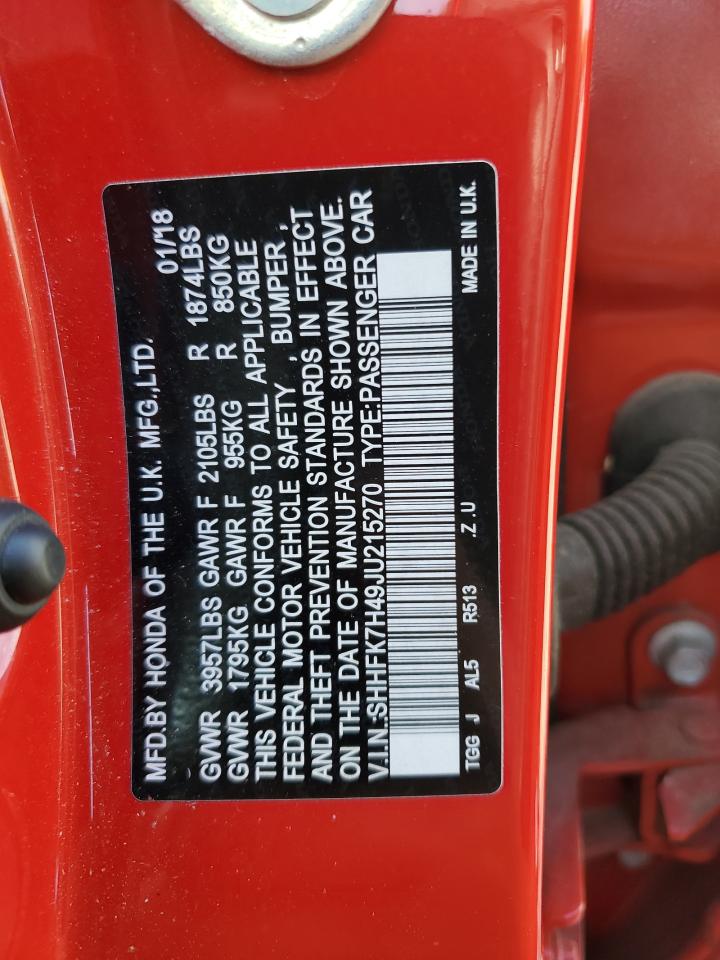 MFD.BY HONDA OF THE U.K. MFG.,LTD. 01/18
GVWR 3957LBS GAWR F 2105LBS R 1874LBS
GVWR 1795KG GAWR F 955KG R 850KG
THIS VEHICLE CONFORMS TO ALL APPLICABLE
FEDERAL MOTOR VEHICLE SAFETY , BUMPER ,
AND THEFT PREVENTION STANDARDS IN EFFECT
ON THE DATE OF MANUFACTURE SHOWN ABOVE.
V.I.N.:SHHFK7H49JU215270 TYPE:PASSENGER CAR
TGG J AL5 R513 .Z .U MADE IN U.K.